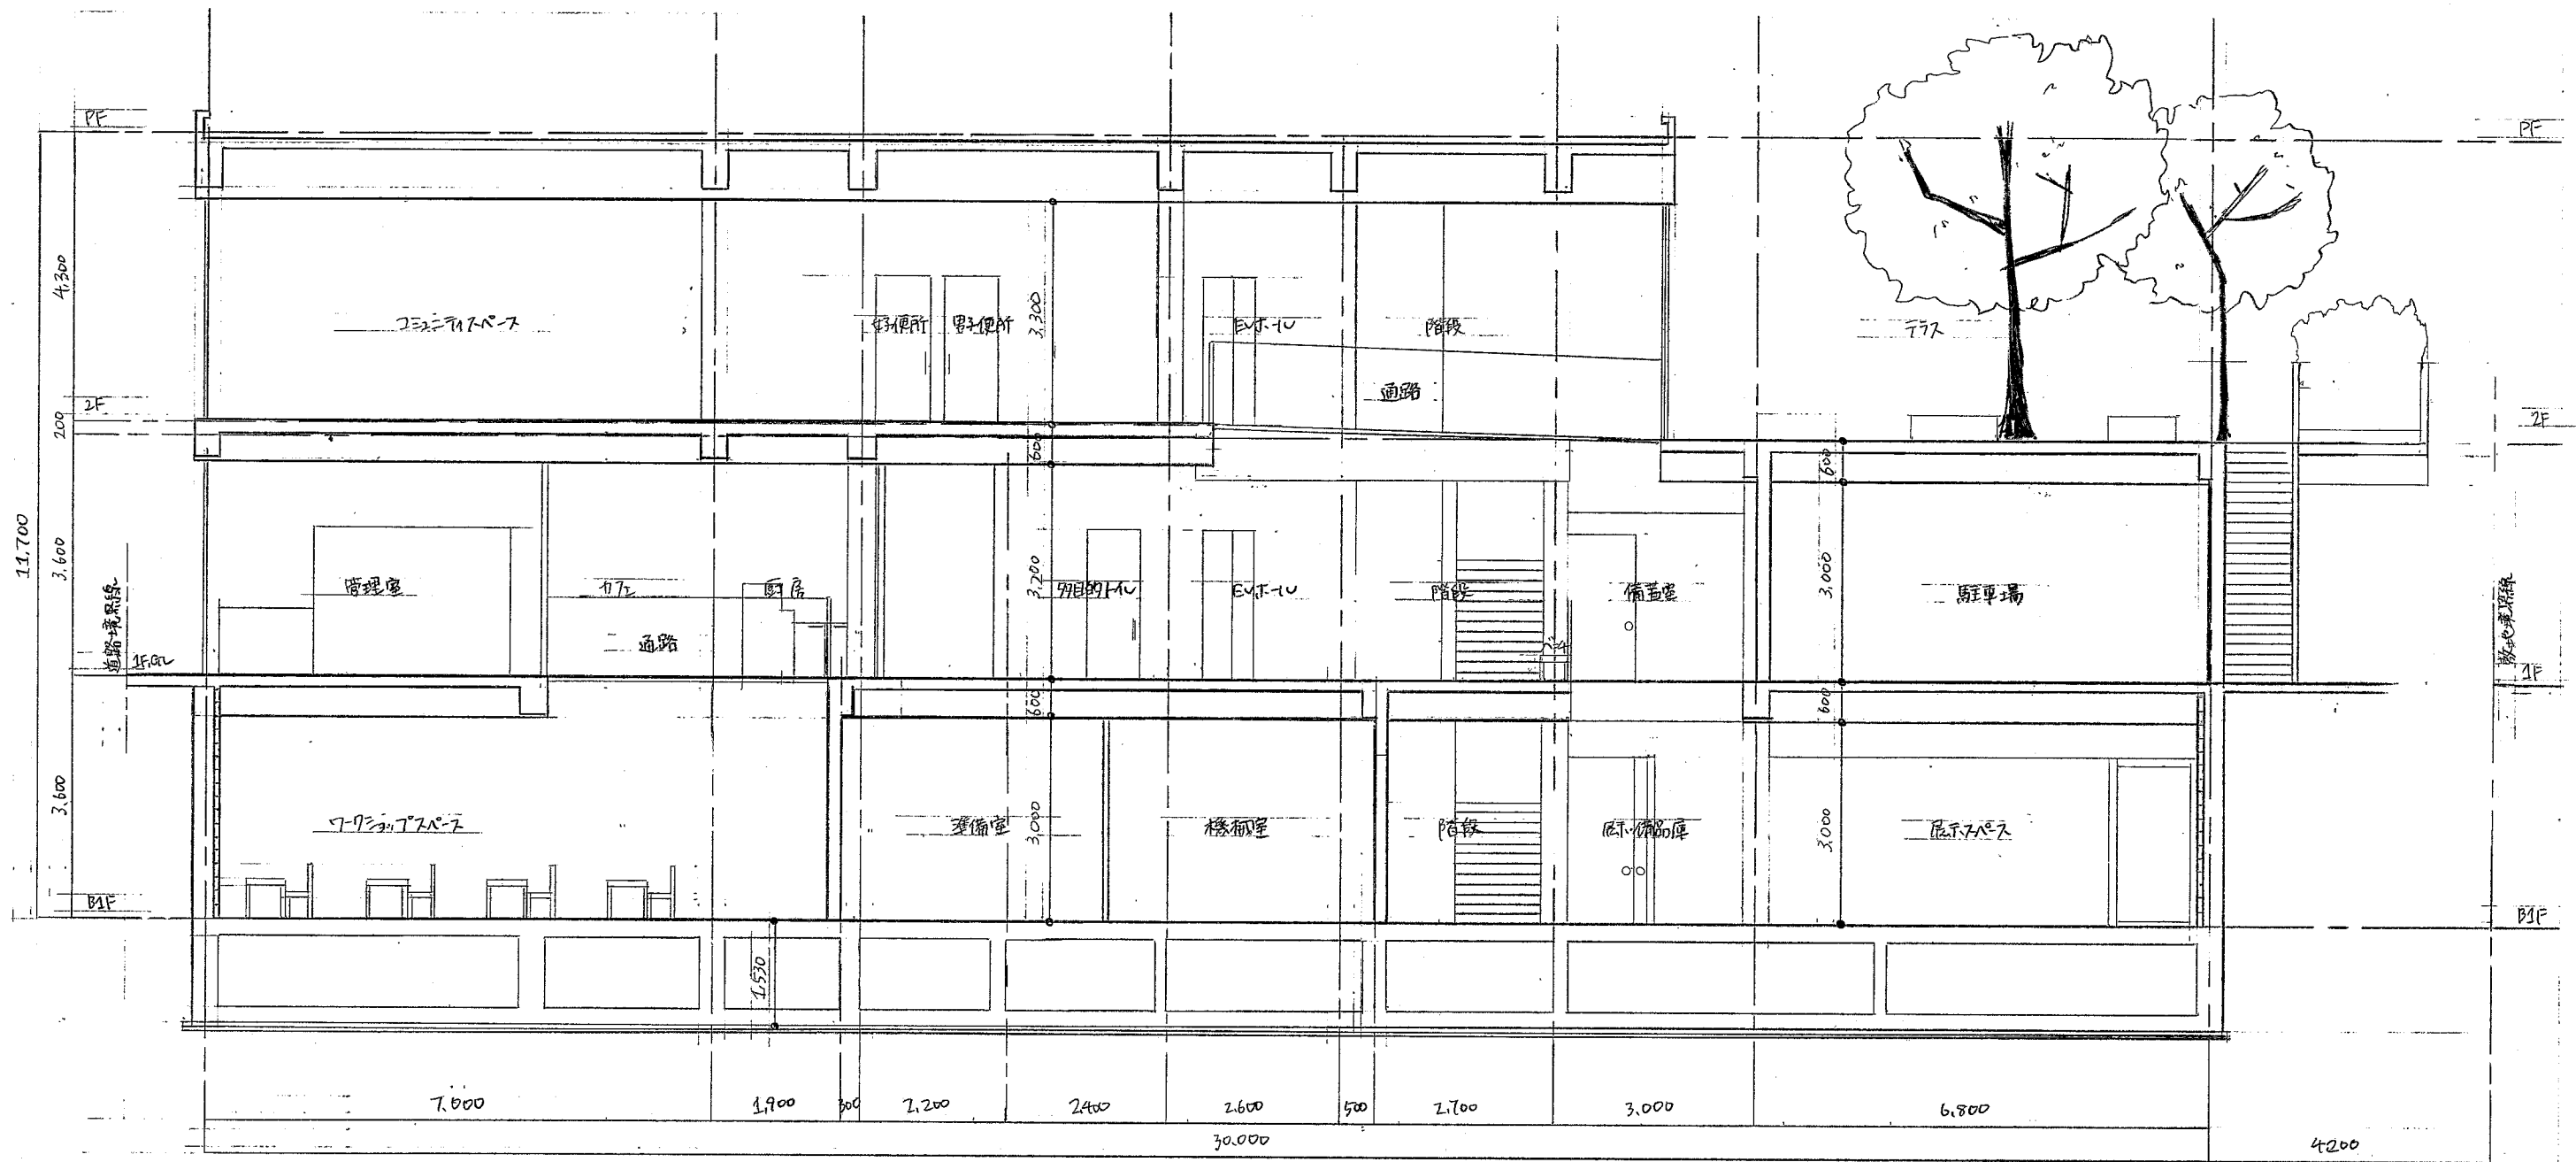 PF
PF
4,300
コミュニティスペース
女子便所
男子便所
3,300
EVホール
階段
テラス
通路
2F
2F
200
600
600
11,700
3,600
道路境界線
管理室
カフェ
厨房
3,200
多目的トイレ
EVホール
階段
備蓄室
3,000
駐車場
敷地境界線
通路
1F,GL
1F
600
600
3,600
ワークショップスペース
準備室
3,000
機械室
階段
展示・備品庫
3,000
展示スペース
B1F
B1F
1,530
7,000
1,900
300
2,200
2,400
2,600
500
2,700
3,000
6,800
30,000
4200